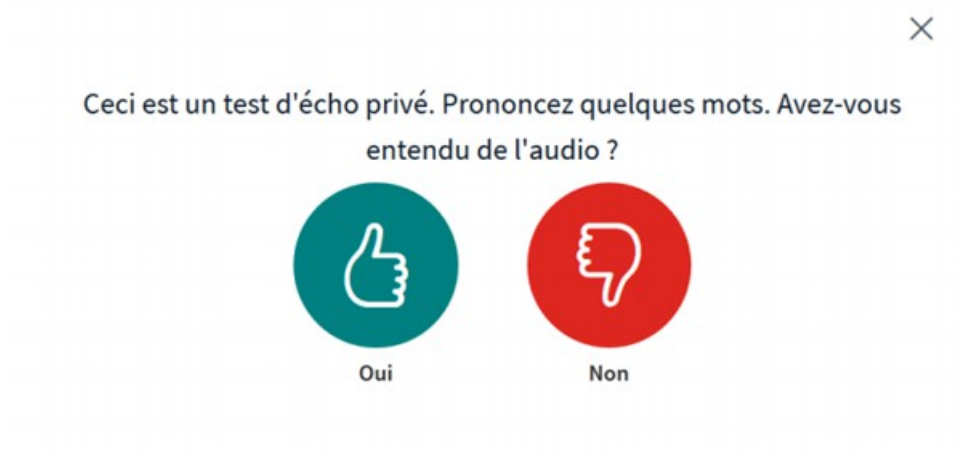 Ceci est un test d'écho privé. Prononcez quelques mots. Avez-vous
entendu de l'audio ?
Oui
Non